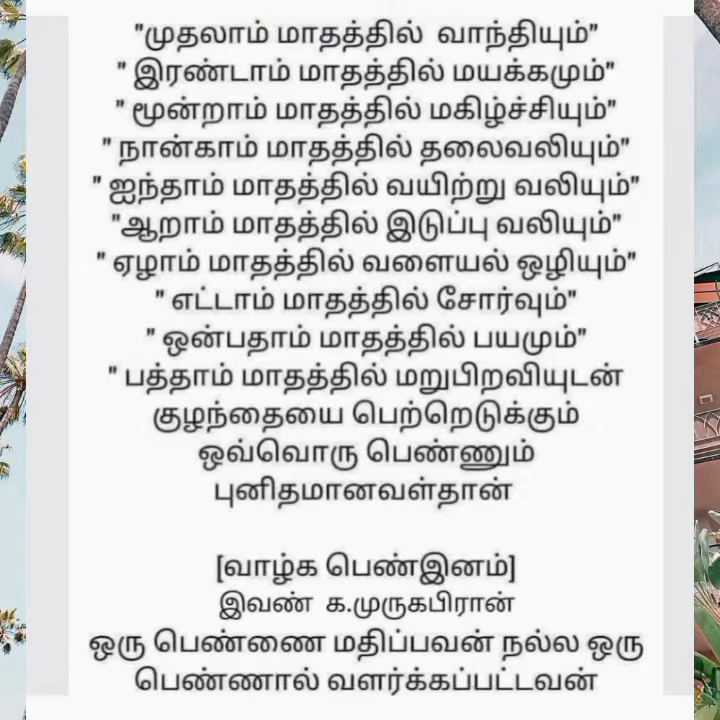 "முதலாம் மாதத்தில்  வாந்தியும்"
" இரண்டாம் மாதத்தில் மயக்கமும்"
" மூன்றாம் மாதத்தில் மகிழ்ச்சியும்"
" நான்காம் மாதத்தில் தலைவலியும்"
" ஐந்தாம் மாதத்தில் வயிற்று வலியும்"
"ஆறாம் மாதத்தில் இடுப்பு வலியும்"
" ஏழாம் மாதத்தில் வளையல் ஒழியும்"
" எட்டாம் மாதத்தில் சோர்வும்"
" ஒன்பதாம் மாதத்தில் பயமும்"
" பத்தாம் மாதத்தில் மறுபிறவியுடன்
குழந்தையை பெற்றெடுக்கும்
ஒவ்வொரு பெண்ணும்
புனிதமானவள்தான்
[வாழ்க பெண்இனம்]
இவண்  க.முருகபிரான்
ஒரு பெண்ணை மதிப்பவன் நல்ல ஒரு
பெண்ணால் வளர்க்கப்பட்டவன்